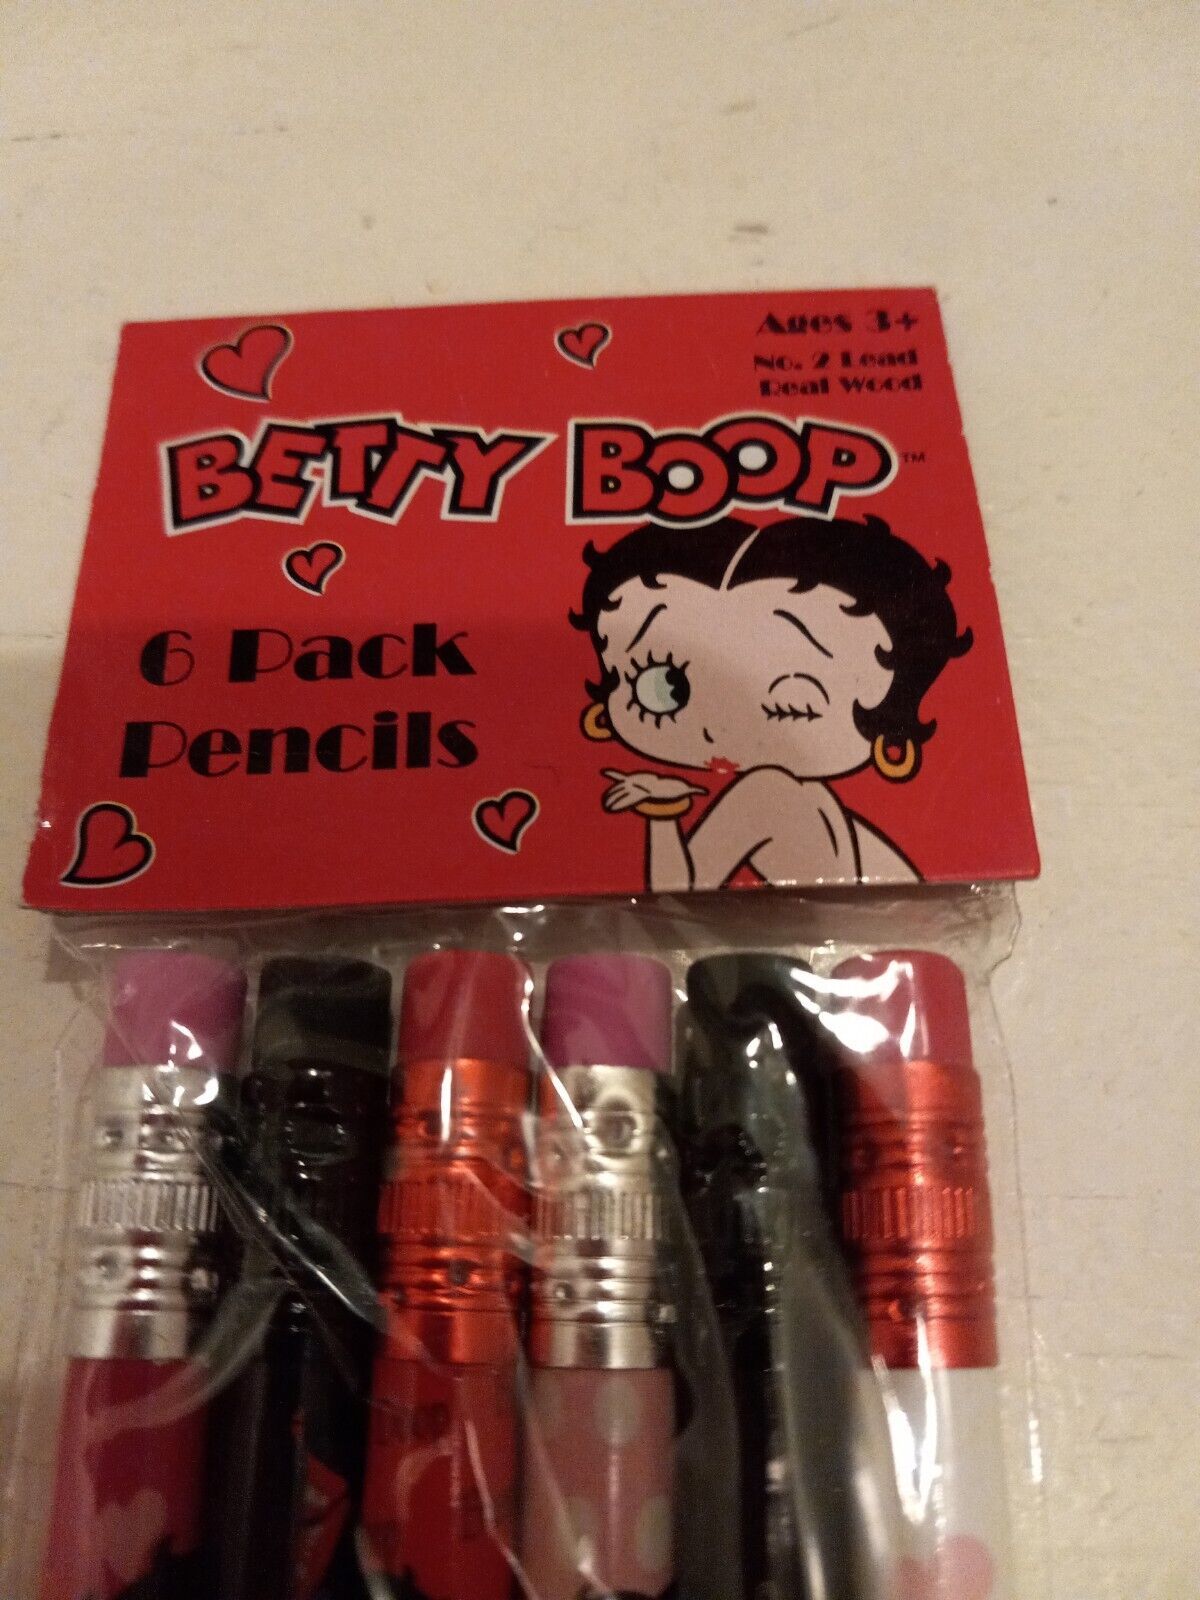 Ages 3+
No. 2 Lead
Real Wood
BETTY BOOP™
6 Pack
Pencils